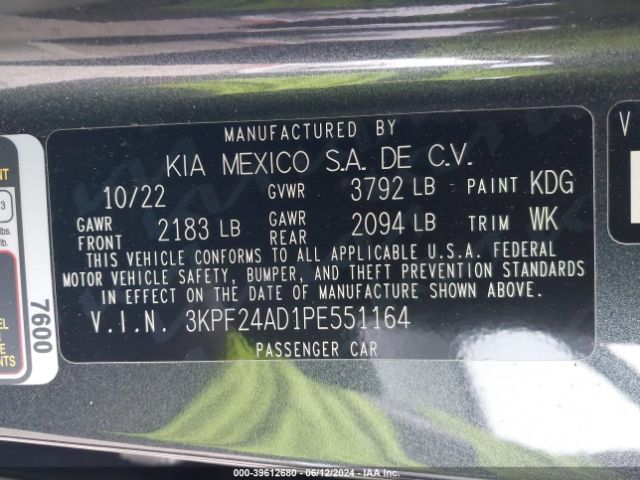 MANUFACTURED BY
KIA MEXICO S.A. DE C.V.
10/22 GVWR 3792 LB PAINT KDG
GAWR FRONT 2183 LB GAWR REAR 2094 LB TRIM WK
THIS VEHICLE CONFORMS TO ALL APPLICABLE U.S.A. FEDERAL
MOTOR VEHICLE SAFETY, BUMPER, AND THEFT PREVENTION STANDARDS
IN EFFECT ON THE DATE OF MANUFACTURE SHOWN ABOVE.
V.I.N. 3KPF24AD1PE551164
PASSENGER CAR
7600
V
000-39612680 - 06/12/2024 - IAA Inc.